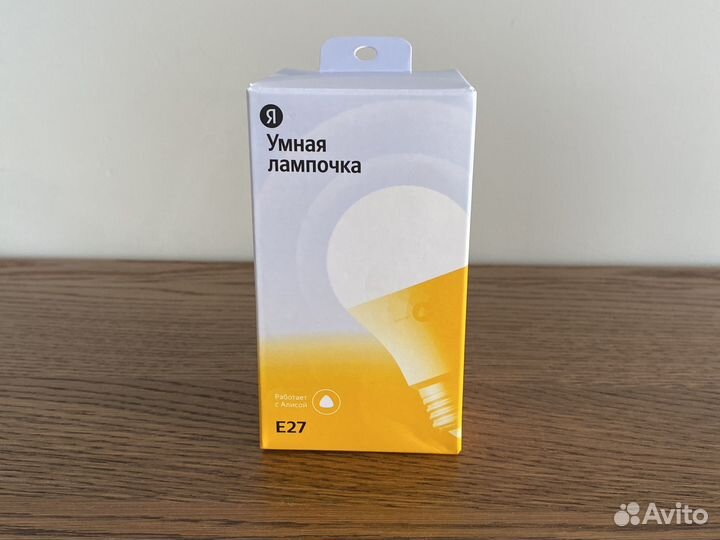 Я
Умная
лампочка
Работает
с Алисой
E27
Avito